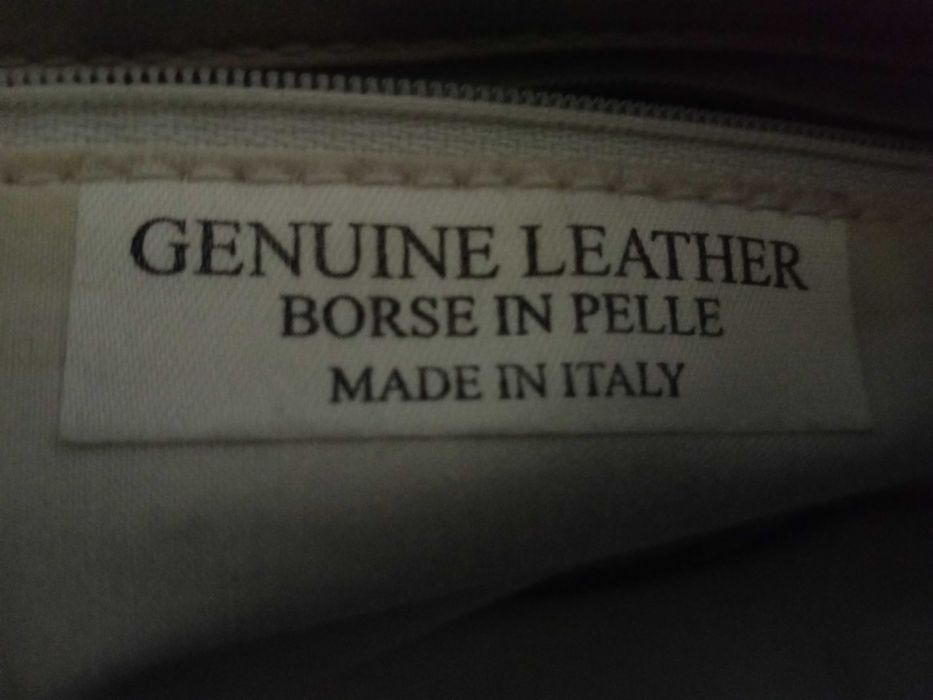 GENUINE LEATHER
BORSE IN PELLE
MADE IN ITALY